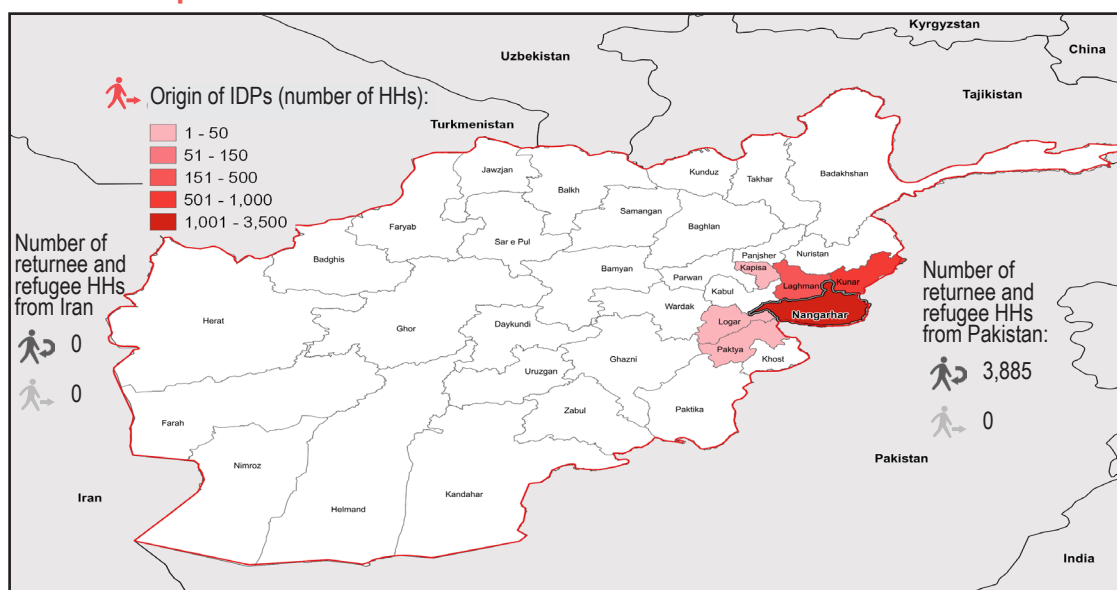 Kyrgyzstan
China
Uzbekistan
Tajikistan
Turkmenistan
Origin of IDPs (number of HHs):
1 - 50
51 - 150
151 - 500
501 - 1,000
1,001 - 3,500
Number of
returnee and
refugee HHs
from Iran
0
0
Jawzjan
Balkh
Kunduz
Takhar
Badakhshan
Samangan
Faryab
Baghlan
Sar e Pul
Badghis
Panjsher
Nuristan
Kapisa
Bamyan
Parwan
Laghman
Kunar
Kabul
Wardak
Nangarhar
Herat
Ghor
Daykundi
Logar
Paktya
Khost
Ghazni
Uruzgan
Zabul
Paktika
Farah
Nimroz
Helmand
Kandahar
Number of
returnee and
refugee HHs
from Pakistan:
3,885
0
Pakistan
Iran
India